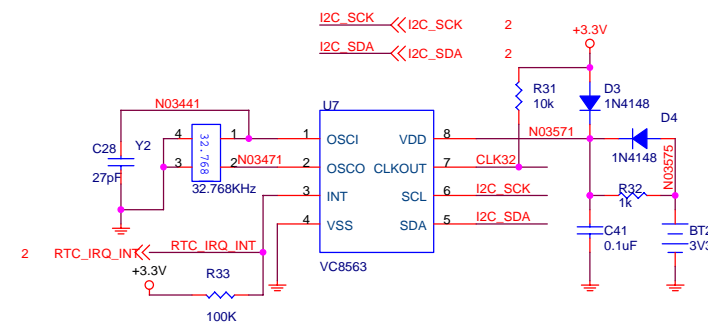 I2C_SCK I2C_SCK 2
I2C_SDA I2C_SDA 2
+3.3V
R31
10k
D3
1N4148
D4
1N4148
U7
N03441
C28
27pF
Y2
4 1
3 2
32.768
32.768KHz
N03471
1 OSCI VDD 8
2 OSCO CLKOUT 7
3 INT SCL 6
4 VSS SDA 5
VC8563
N03571
CLK32
I2C_SCK
I2C_SDA
N03575
R32
1k
C41
0.1uF
BT2
3V3
2 RTC_IRQ_INT RTC_IRQ_INT
+3.3V
R33
100K